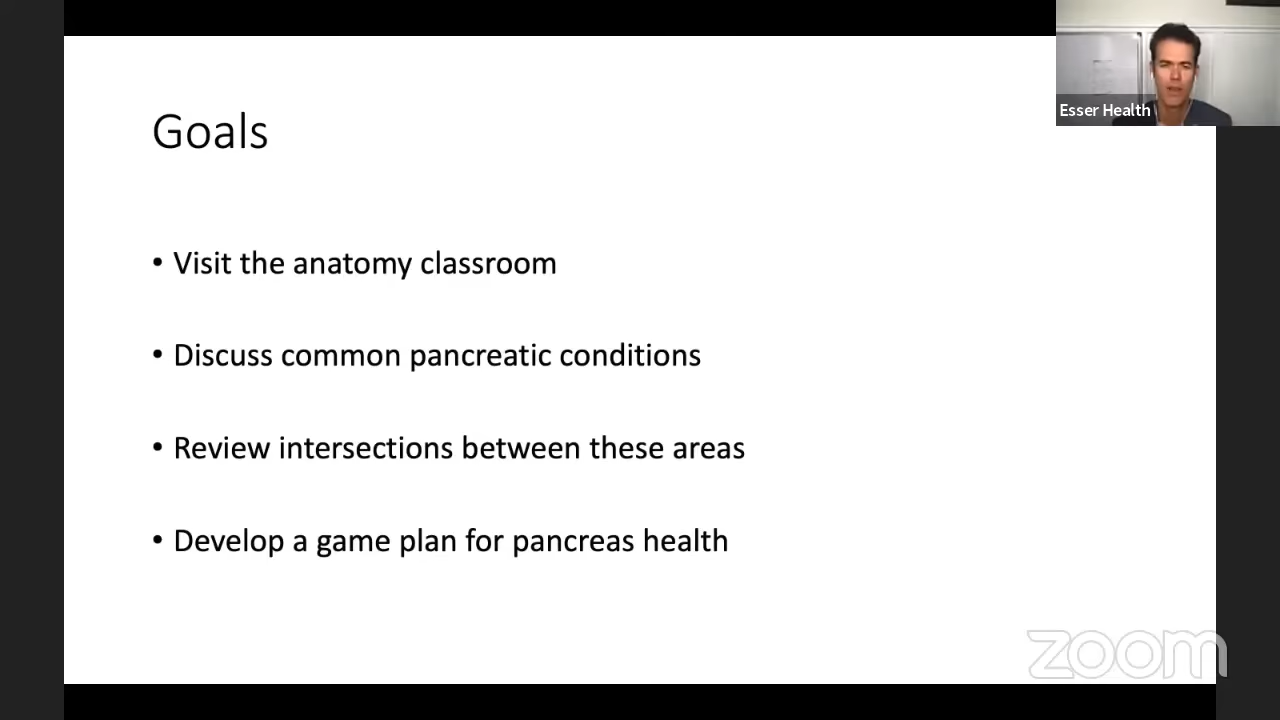 Esser Health
Goals
• Visit the anatomy classroom
• Discuss common pancreatic conditions
• Review intersections between these areas
• Develop a game plan for pancreas health
zoom